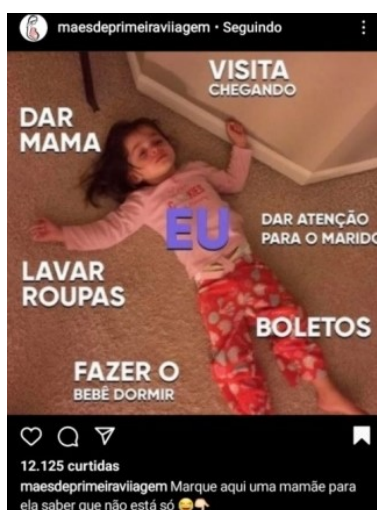 maesdeprimeiraviiagem • Seguindo
VISITA
CHEGANDO
DAR
MAMA
EU
DAR ATENÇÃO
PARA O MARIDO
LAVAR
ROUPAS
BOLETOS
FAZER O
BEBÊ DORMIR
12.125 curtidas
maesdeprimeiraviiagem Marque aqui uma mamãe para
ela saber que não está só 😂👇🏻